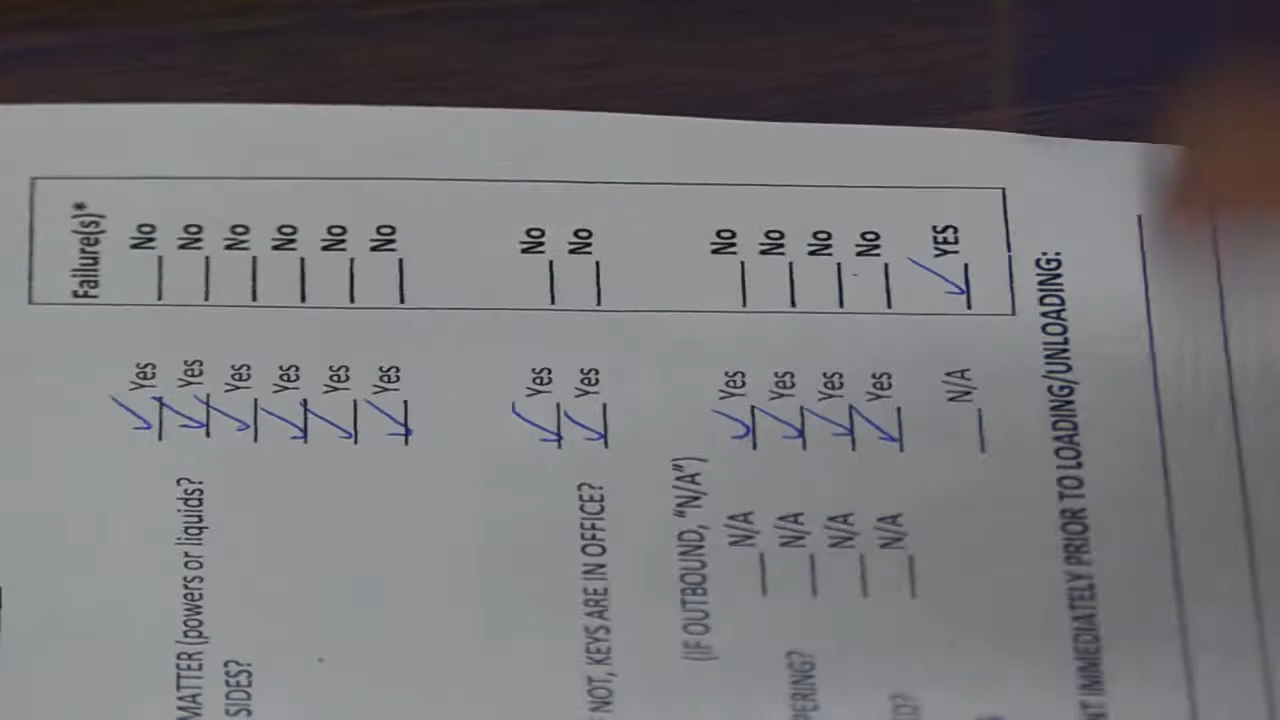 Failure(s)*
Yes No
MATTER (powers or liquids? Yes No
SIDES? Yes No
Yes No
Yes No
Yes No
Yes No
NOT, KEYS ARE IN OFFICE? Yes No
(IF OUTBOUND, “N/A”)
N/A Yes No
N/A Yes No
N/A Yes No
N/A Yes No
N/A YES
IMMEDIATELY PRIOR TO LOADING/UNLOADING: